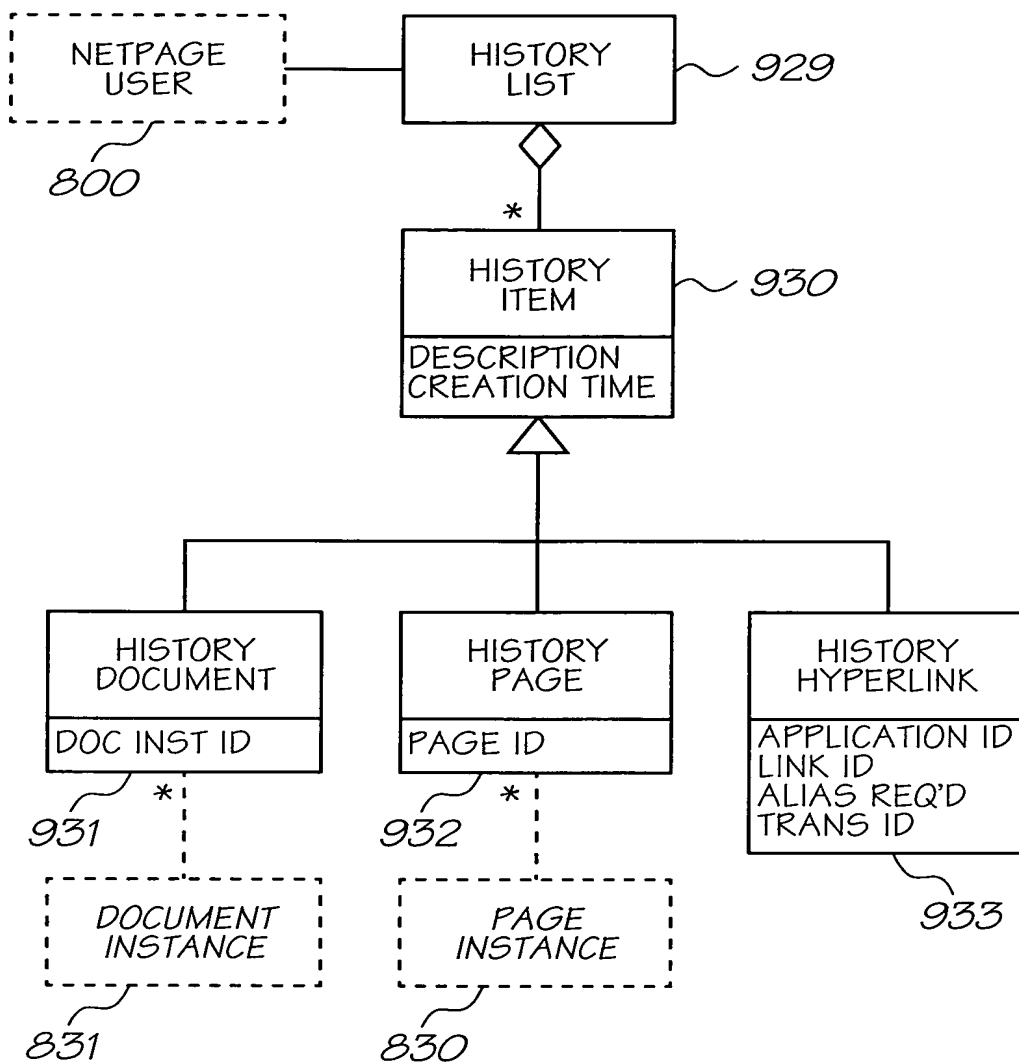 NETPAGE
USER
800
HISTORY
LIST
929
*
HISTORY
ITEM
930
DESCRIPTION
CREATION TIME
HISTORY
DOCUMENT
DOC INST ID
931
*
DOCUMENT
INSTANCE
831
HISTORY
PAGE
PAGE ID
932
*
PAGE
INSTANCE
830
HISTORY
HYPERLINK
APPLICATION ID
LINK ID
ALIAS REQ'D
TRANS ID
933